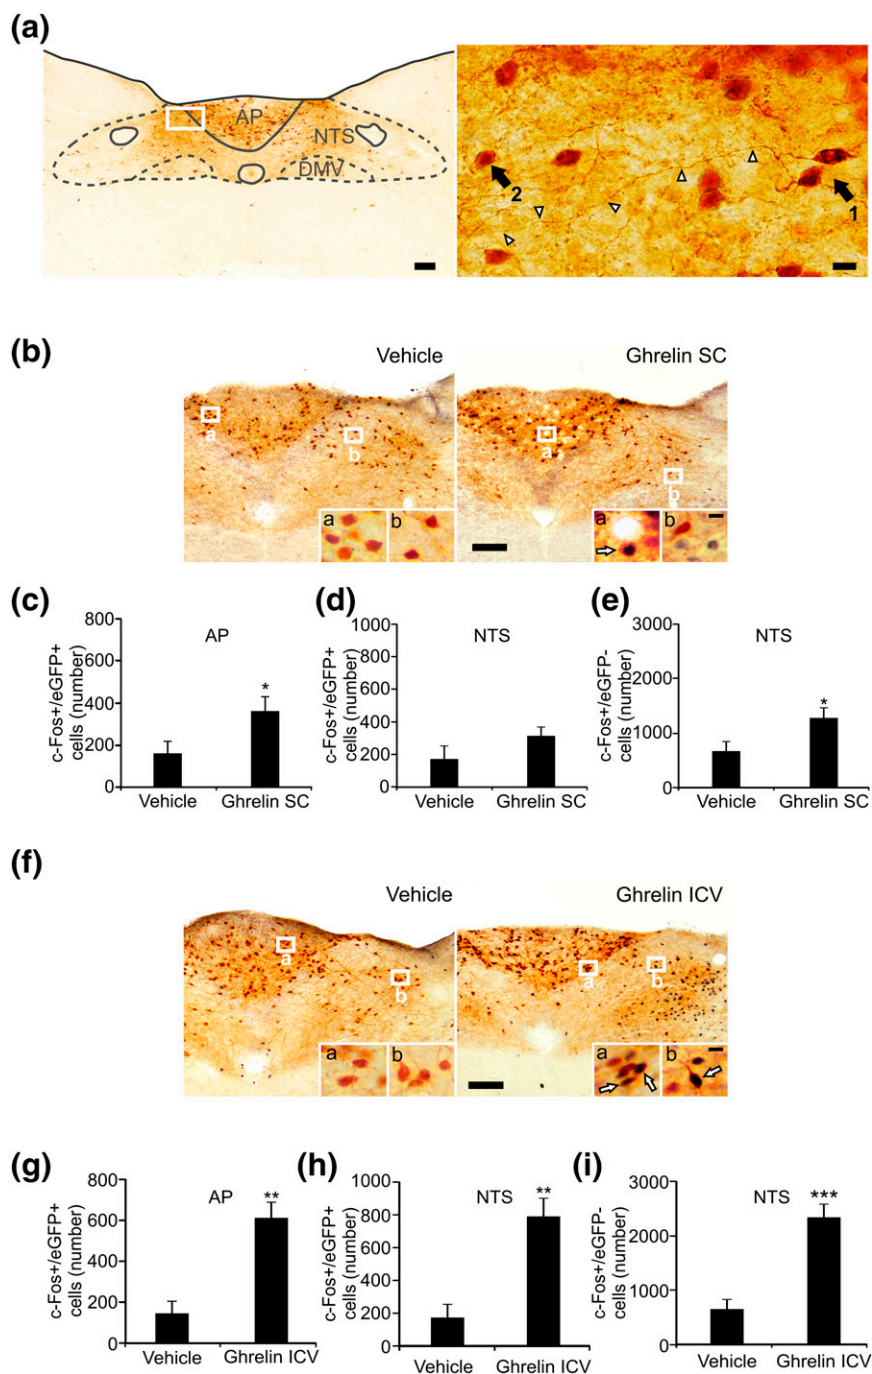 (a)
AP
NTS
DMV
2
1
(b)
Vehicle
Ghrelin SC
a
b
a
b
a
b
a
b
(c)
(d)
(e)
c-Fos+/eGFP+
cells (number)
800
600
400
200
0
AP
*
Vehicle
Ghrelin SC
c-Fos+/eGFP+
cells (number)
1000
800
600
400
200
0
NTS
Vehicle
Ghrelin SC
c-Fos+/eGFP-
cells (number)
3000
2000
1000
0
NTS
*
Vehicle
Ghrelin SC
(f)
Vehicle
Ghrelin ICV
a
b
a
b
a
b
a
b
(g)
(h)
(i)
c-Fos+/eGFP+
cells (number)
800
600
400
200
0
AP
**
Vehicle
Ghrelin ICV
c-Fos+/eGFP+
cells (number)
1000
800
600
400
200
0
NTS
**
Vehicle
Ghrelin ICV
c-Fos+/eGFP-
cells (number)
3000
2000
1000
0
NTS
***
Vehicle
Ghrelin ICV